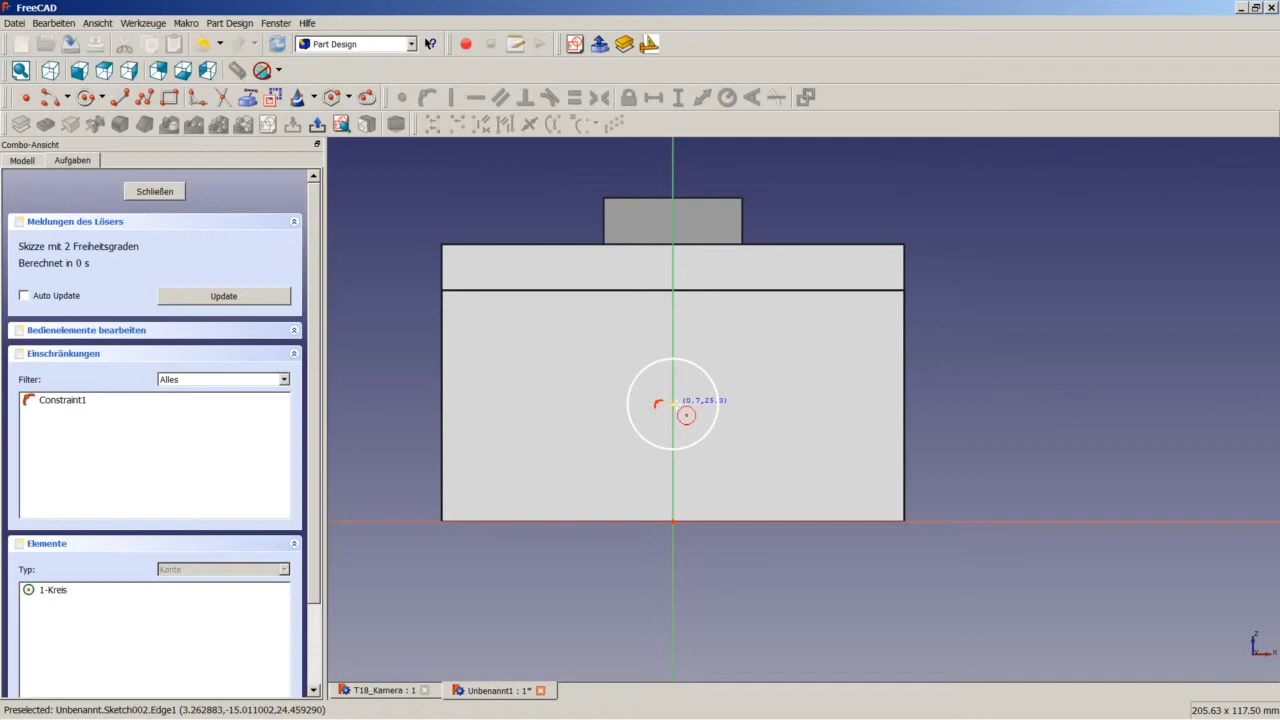 FreeCAD
Datei Bearbeiten Ansicht Werkzeuge Makro Part Design Fenster Hilfe
Part Design
Combo-Ansicht
Modell Aufgaben
Schließen
Meldungen des Lösers
Skizze mit 2 Freiheitsgraden
Berechnet in 0 s
Auto Update Update
Bedienelemente bearbeiten
Einschränkungen
Filter: Alles
Constraint1
(0.7,25.3)
Elemente
Typ: Kante
1-Kreis
z
x
T18_Kamera : 1 Unbenannt1 : 1*
Preselected: Unbenannt.Sketch002.Edge1 (3.262883,-15.011002,24.459290) 205.63 x 117.50 mm